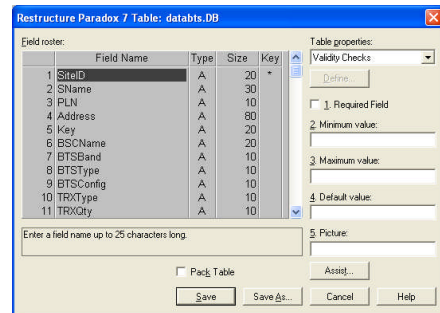 Restructure Paradox 7 Table: databts.DB
Field roster:
Field Name Type Size Key
1 SiteID A 20 *
2 SName A 30
3 PLN A 10
4 Address A 80
5 Key A 20
6 BSCName A 20
7 BTSBand A 10
8 BTSType A 10
9 BTSConfig A 10
10 TRXType A 10
11 TRXQty A 10
Enter a field name up to 25 characters long.
Pack Table
Save
Save As...
Table properties:
Validity Checks
Define...
1. Required Field
2. Minimum value:
3. Maximum value:
4. Default value:
5. Picture:
Assist...
Cancel
Help